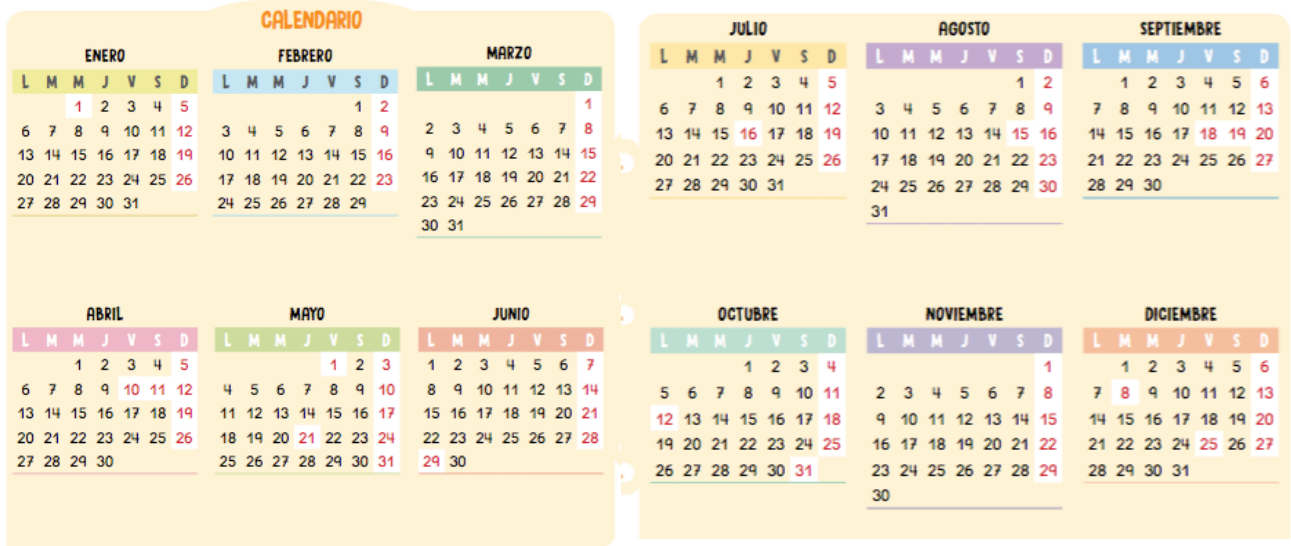 CALENDARIO
ENERO
L M M J V S D
1 2 3 4 5
6 7 8 9 10 11 12
13 14 15 16 17 18 19
20 21 22 23 24 25 26
27 28 29 30 31
FEBRERO
L M M J V S D
1 2
3 4 5 6 7 8 9
10 11 12 13 14 15 16
17 18 19 20 21 22 23
24 25 26 27 28 29
MARZO
L M M J V S D
1
2 3 4 5 6 7 8
9 10 11 12 13 14 15
16 17 18 19 20 21 22
23 24 25 26 27 28 29
30 31
ABRIL
L M M J V S D
1 2 3 4 5
6 7 8 9 10 11 12
13 14 15 16 17 18 19
20 21 22 23 24 25 26
27 28 29 30
MAYO
L M M J V S D
1 2 3
4 5 6 7 8 9 10
11 12 13 14 15 16 17
18 19 20 21 22 23 24
25 26 27 28 29 30 31
JUNIO
L M M J V S D
1 2 3 4 5 6 7
8 9 10 11 12 13 14
15 16 17 18 19 20 21
22 23 24 25 26 27 28
29 30
JULIO
L M M J V S D
1 2 3 4 5
6 7 8 9 10 11 12
13 14 15 16 17 18 19
20 21 22 23 24 25 26
27 28 29 30 31
AGOSTO
L M M J V S D
1 2
3 4 5 6 7 8 9
10 11 12 13 14 15 16
17 18 19 20 21 22 23
24 25 26 27 28 29 30
31
SEPTIEMBRE
L M M J V S D
1 2 3 4 5 6
7 8 9 10 11 12 13
14 15 16 17 18 19 20
21 22 23 24 25 26 27
28 29 30
OCTUBRE
L M M J V S D
1 2 3 4
5 6 7 8 9 10 11
12 13 14 15 16 17 18
19 20 21 22 23 24 25
26 27 28 29 30 31
NOVIEMBRE
L M M J V S D
1
2 3 4 5 6 7 8
9 10 11 12 13 14 15
16 17 18 19 20 21 22
23 24 25 26 27 28 29
30
DICIEMBRE
L M M J V S D
1 2 3 4 5 6
7 8 9 10 11 12 13
14 15 16 17 18 19 20
21 22 23 24 25 26 27
28 29 30 31